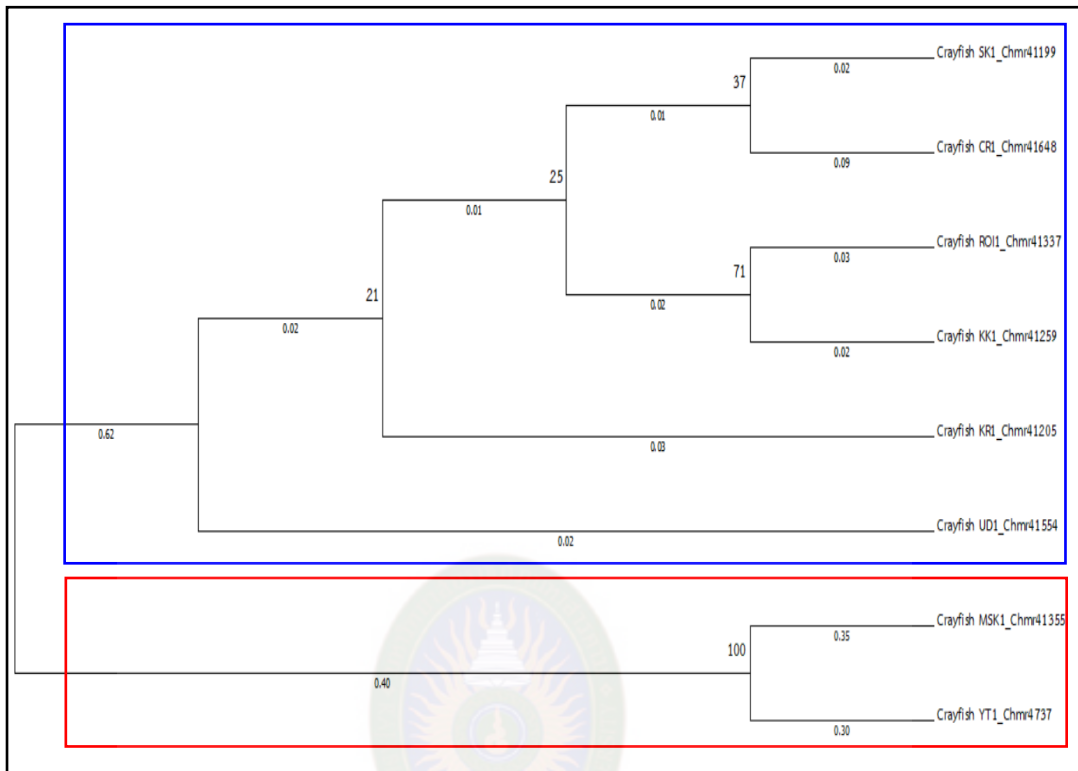 Crayfish SK1_Chmr41199
0.02
37
0.01
Crayfish CR1_Chmr41648
0.09
25
0.01
Crayfish ROI1_Chmr41337
0.03
71
0.02
Crayfish KK1_Chmr41259
0.02
21
0.02
Crayfish KR1_Chmr41205
0.03
0.62
Crayfish UD1_Chmr41554
0.02
Crayfish MSK1_Chmr41355
0.35
100
0.40
Crayfish YT1_Chmr4737
0.30